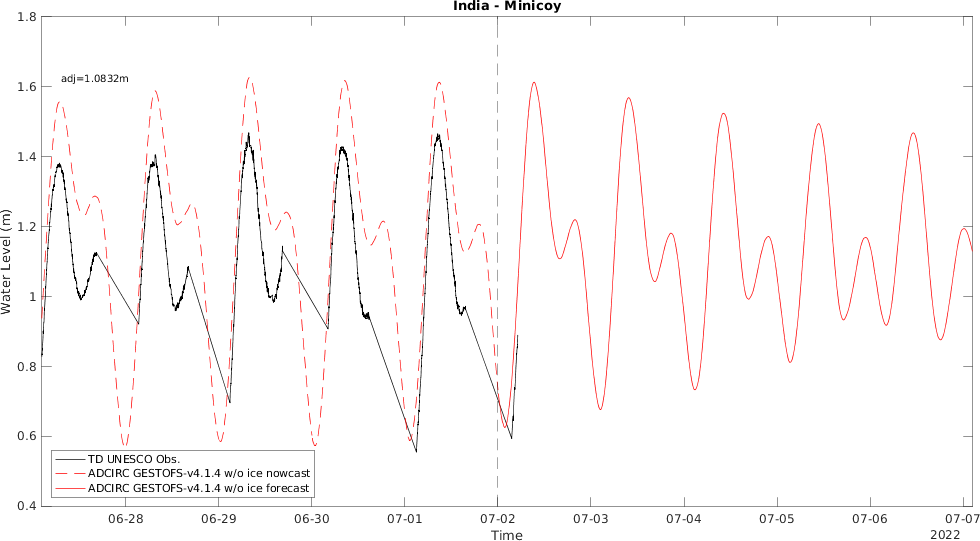 India - Minicoy
Water Level (m)
1.8
1.6
1.4
1.2
1
0.8
0.6
0.4
adj=1.0832m
TD UNESCO Obs.
ADCIRC GESTOFS-v4.1.4 w/o ice nowcast
ADCIRC GESTOFS-v4.1.4 w/o ice forecast
06-28 06-29 06-30 07-01 07-02 07-03 07-04 07-05 07-06 07-07
Time
2022